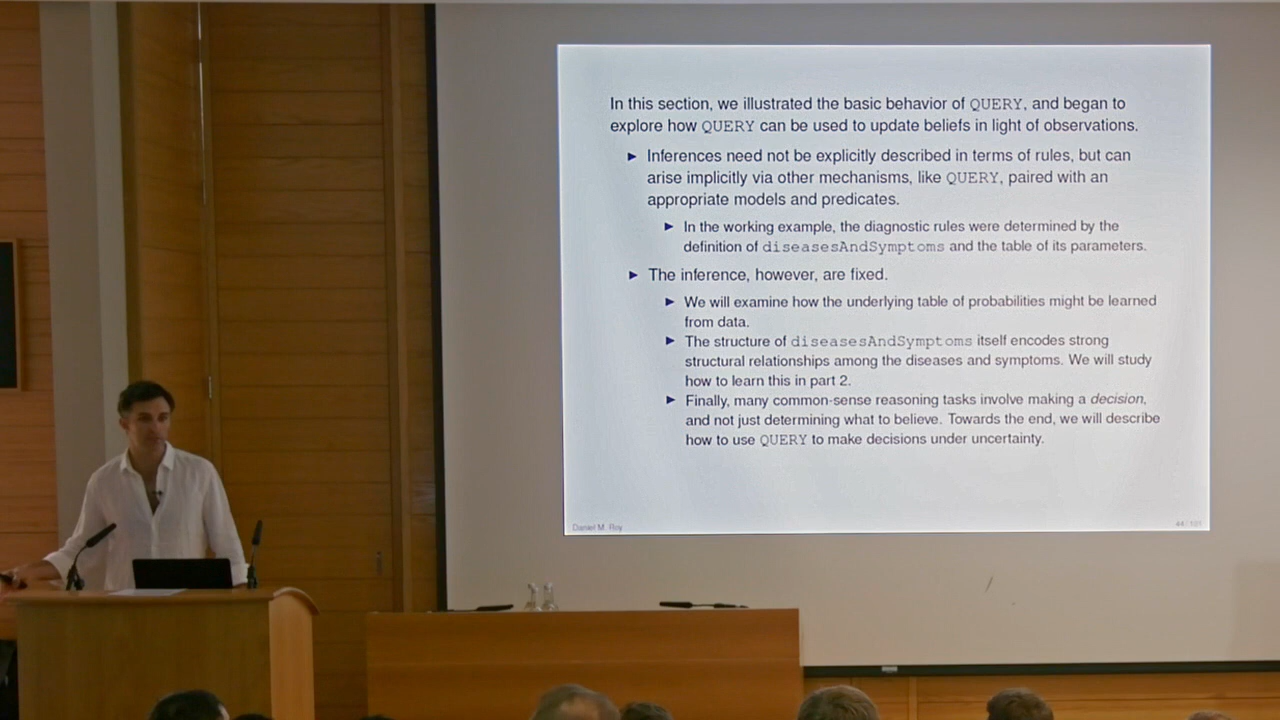 In this section, we illustrated the basic behavior of QUERY, and began to
explore how QUERY can be used to update beliefs in light of observations.
► Inferences need not be explicitly described in terms of rules, but can
arise implicitly via other mechanisms, like QUERY, paired with an
appropriate models and predicates.
► In the working example, the diagnostic rules were determined by the
definition of diseasesAndSymptoms and the table of its parameters.
► The inference, however, are fixed.
► We will examine how the underlying table of probabilities might be learned
from data.
► The structure of diseasesAndSymptoms itself encodes strong
structural relationships among the diseases and symptoms. We will study
how to learn this in part 2.
► Finally, many common-sense reasoning tasks involve making a decision,
and not just determining what to believe. Towards the end, we will describe
how to use QUERY to make decisions under uncertainty.
Daniel M. Roy
44 / 101